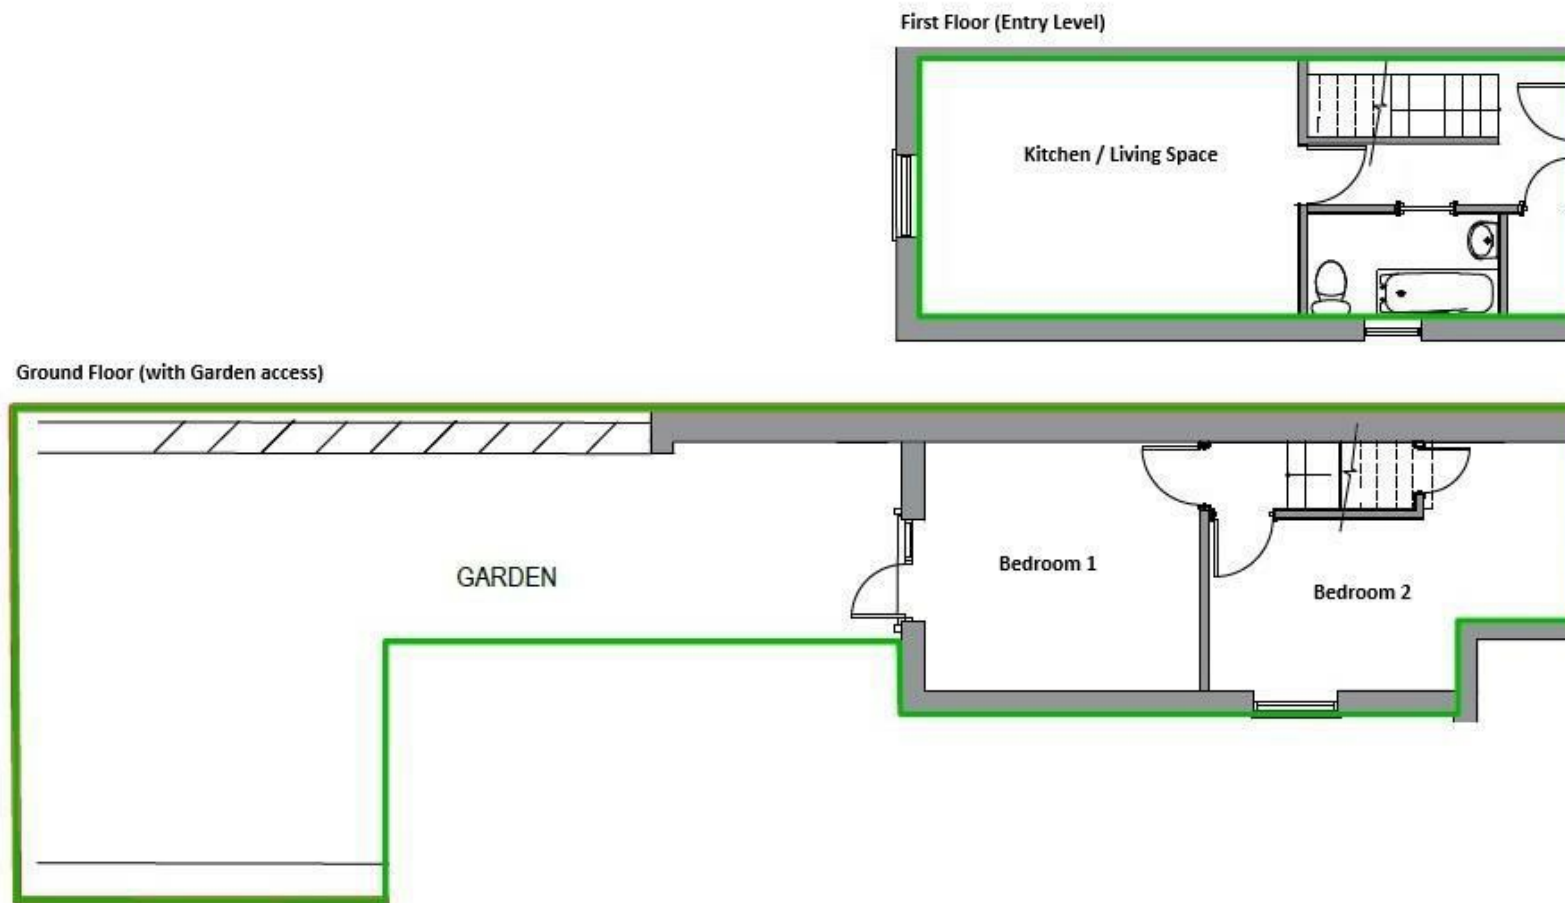 First Floor (Entry Level)
Kitchen / Living Space
Ground Floor (with Garden access)
GARDEN
Bedroom 1
Bedroom 2